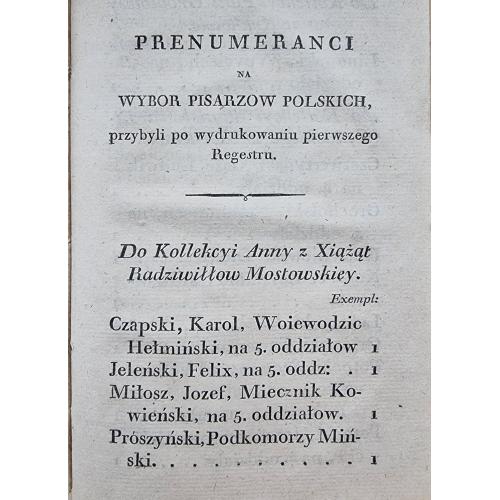 PRENUMERANCI
NA
WYBOR PISARZOW POLSKICH,
przybyli po wydrukowaniu pierwszego
Regestru.
Do Kollekcyi Anny z Xiążąt
Radziwiłłow Mostowskiey.
Exempl:
Czapski, Karol, Woiewodzic
Hełmiński, na 5. oddziałow 1
Jeleński, Felix, na 5. oddz: . 1
Miłosz, Jozef, Miecznik Ko-
wieński, na 5. oddziałow. 1
Prószyński, Podkomorzy Miń-
ski. . . . . . . . . . . 1